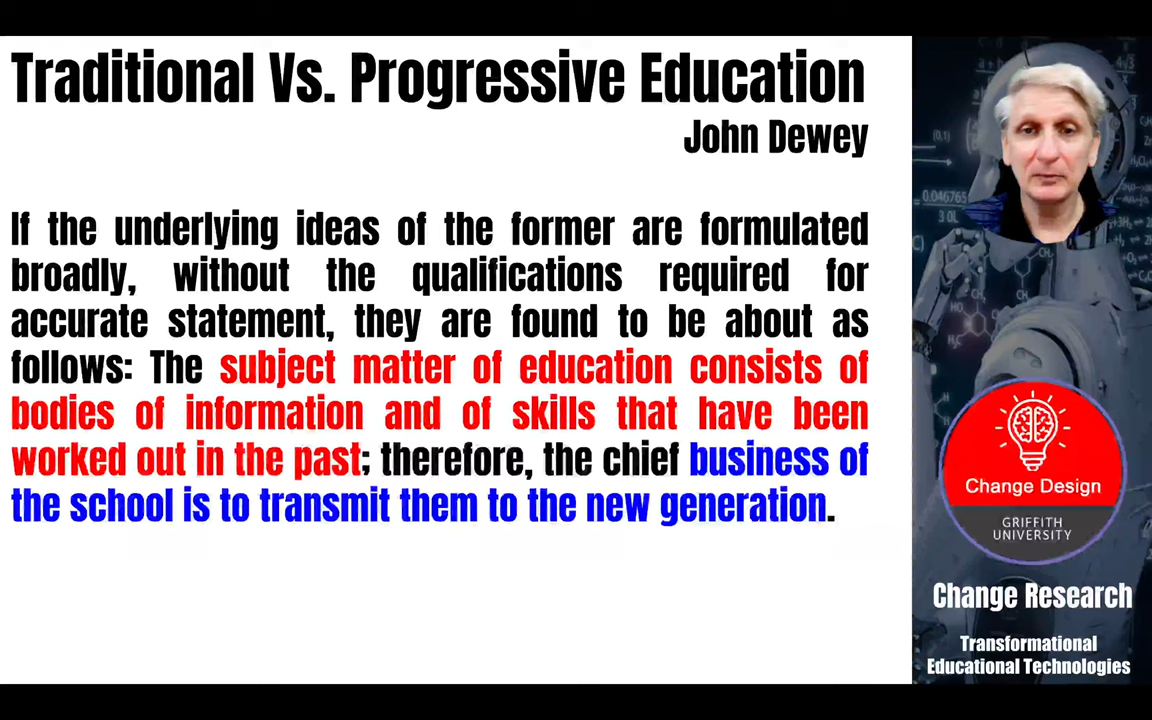 Traditional Vs. Progressive Education
John Dewey
If the underlying ideas of the former are formulated
broadly, without the qualifications required for
accurate statement, they are found to be about as
follows: The subject matter of education consists of
bodies of information and of skills that have been
worked out in the past; therefore, the chief business of
the school is to transmit them to the new generation.
0.046765
3 0L
Change Design
GRIFFITH
UNIVERSITY
Change Research
Transformational
Educational Technologies